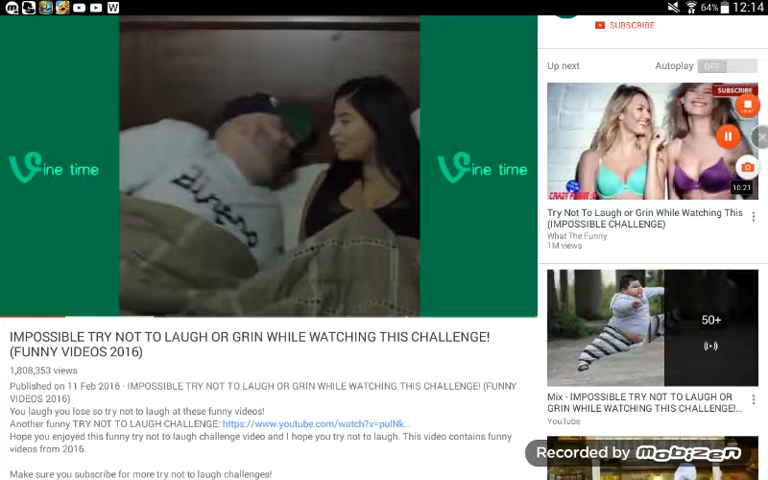 W
64%
12:14
SUBSCRIBE
Up next
Autoplay
OFF
Vine time
Vine time
SUBSCRIBE
10:21
Try Not To Laugh or Grin While Watching This
(IMPOSSIBLE CHALLENGE)
What The Funny
1M views
IMPOSSIBLE TRY NOT TO LAUGH OR GRIN WHILE WATCHING THIS CHALLENGE!
(FUNNY VIDEOS 2016)
1,808,353 views
Published on 11 Feb 2016 · IMPOSSIBLE TRY NOT TO LAUGH OR GRIN WHILE WATCHING THIS CHALLENGE! (FUNNY
VIDEOS 2016)
You laugh you lose so try not to laugh at these funny videos!
Another funny TRY NOT TO LAUGH CHALLENGE: https://www.youtube.com/watch?v=pulNk...
Hope you enjoyed this funny try not to laugh challenge video and I hope you try not to laugh. This video contains funny
videos from 2016.
Make sure you subscribe for more try not to laugh challenges!
50+
Mix - IMPOSSIBLE TRY NOT TO LAUGH OR
GRIN WHILE WATCHING THIS CHALLENGE!...
YouTube
Recorded by mobizen